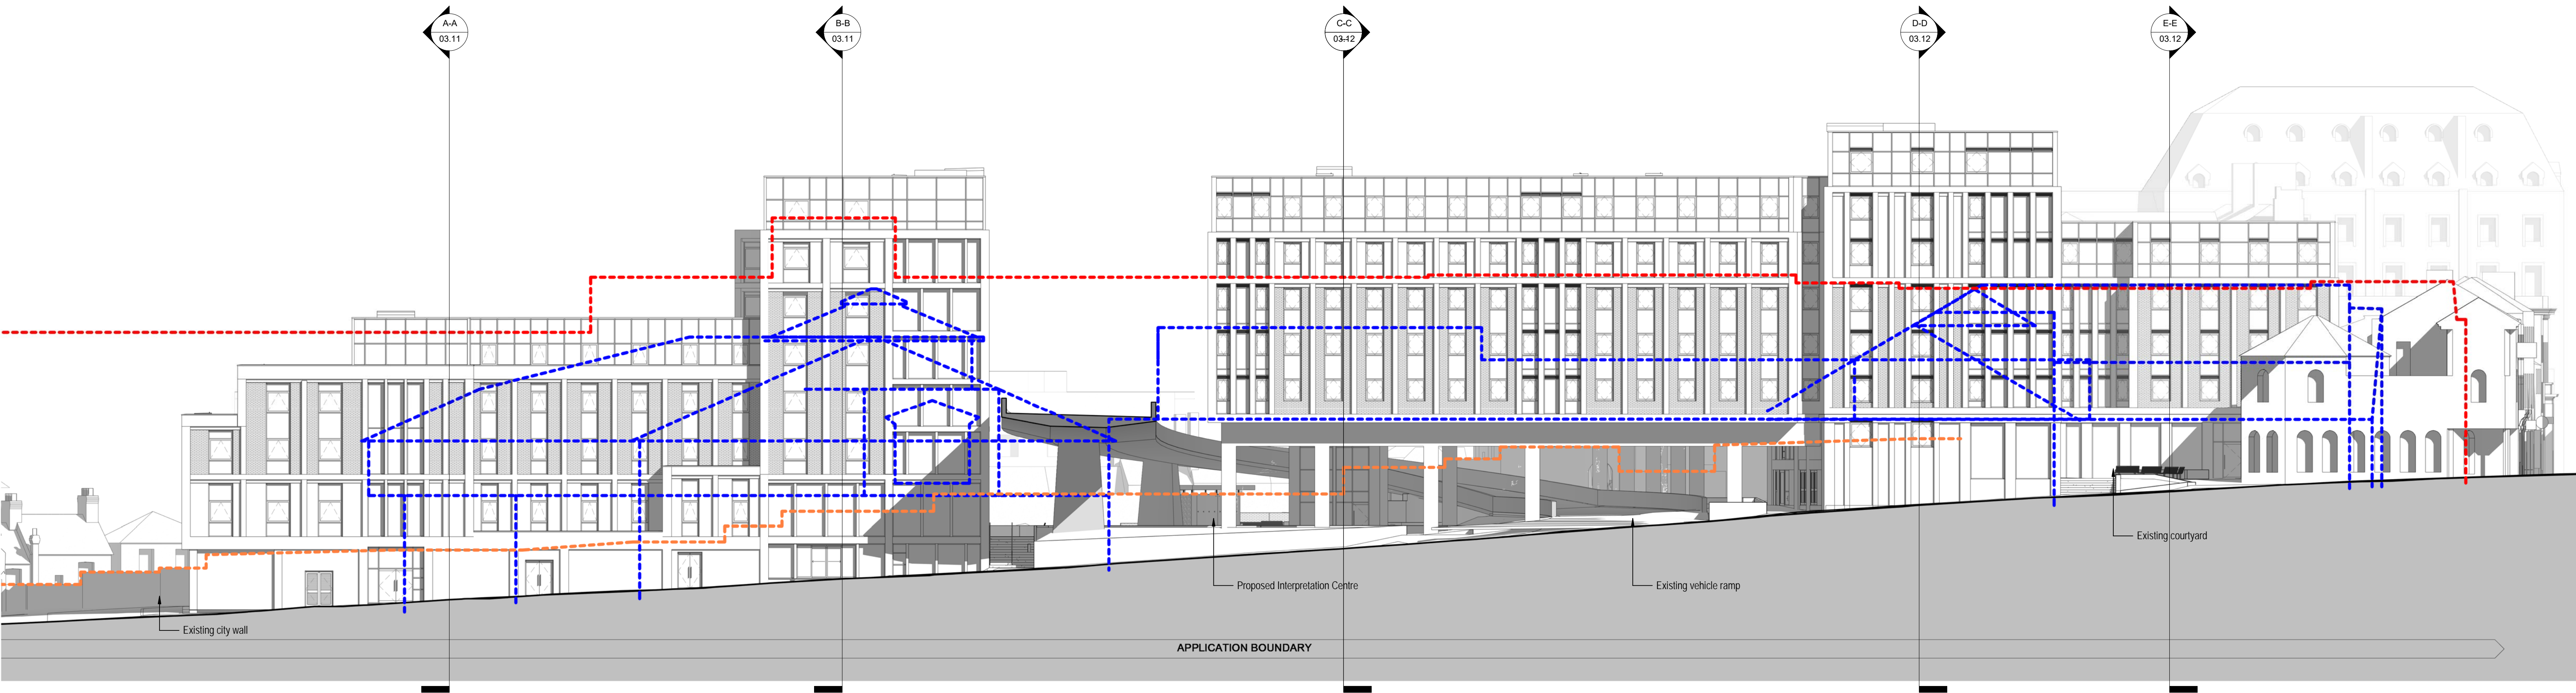 A-A
03.11
B-B
03.11
C-C
03.12
D-D
03.12
E-E
03.12
Existing courtyard
Proposed Interpretation Centre
Existing vehicle ramp
Existing city wall
APPLICATION BOUNDARY